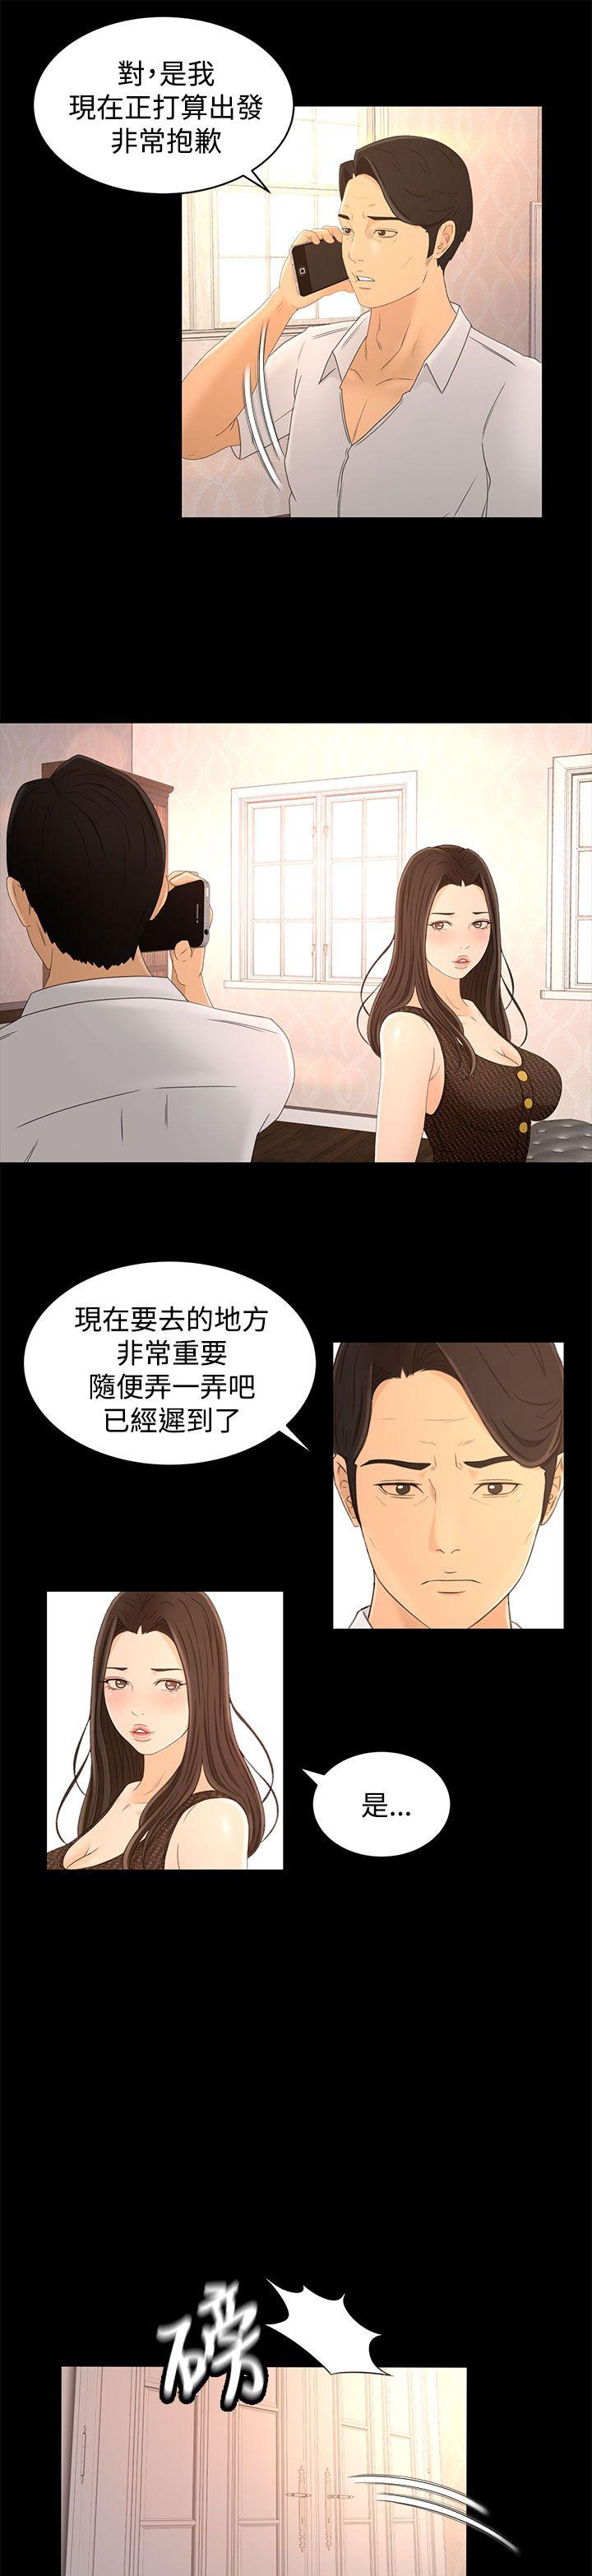 對，是我
現在正打算出發
非常抱歉
現在要去的地方
非常重要
隨便弄一弄吧
已經遲到了
是...
磅